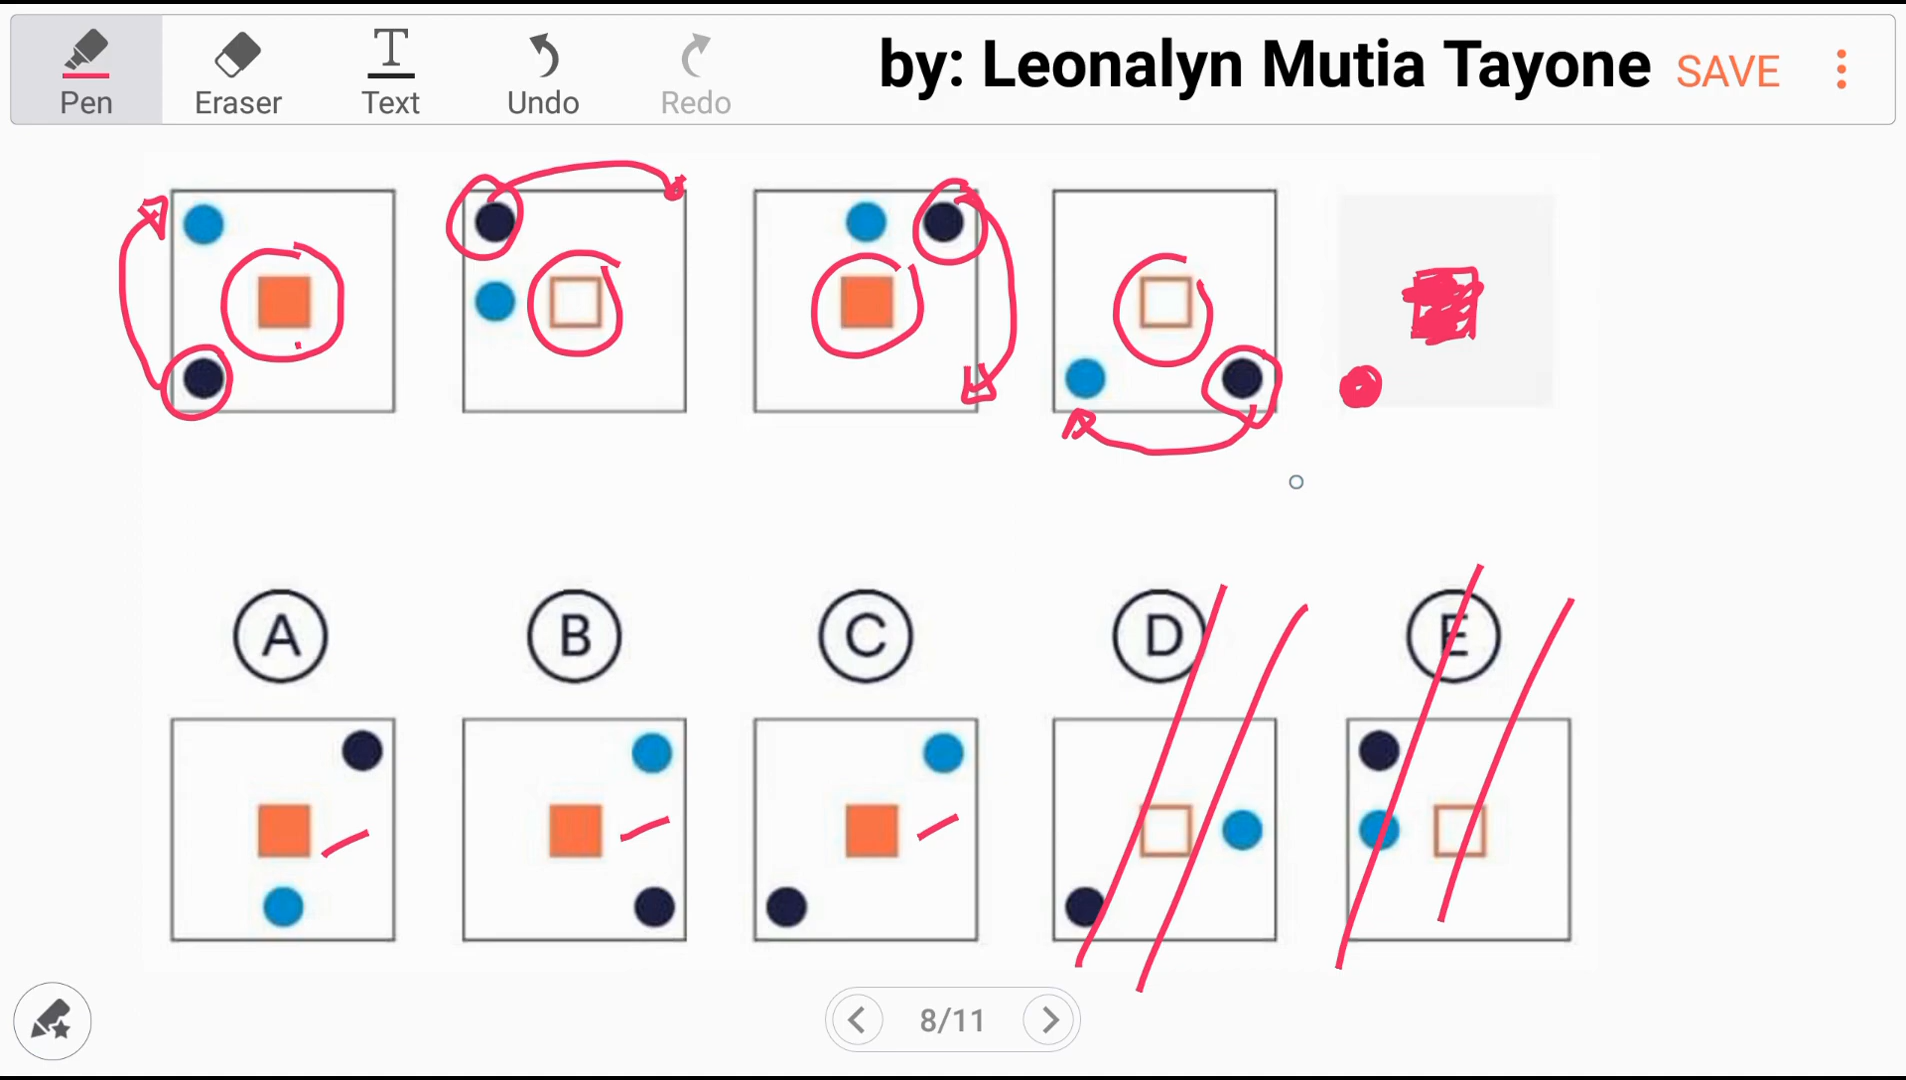 by: Leonalyn Mutia Tayone SAVE
Pen Eraser Text Undo Redo
A B C D E
8/11